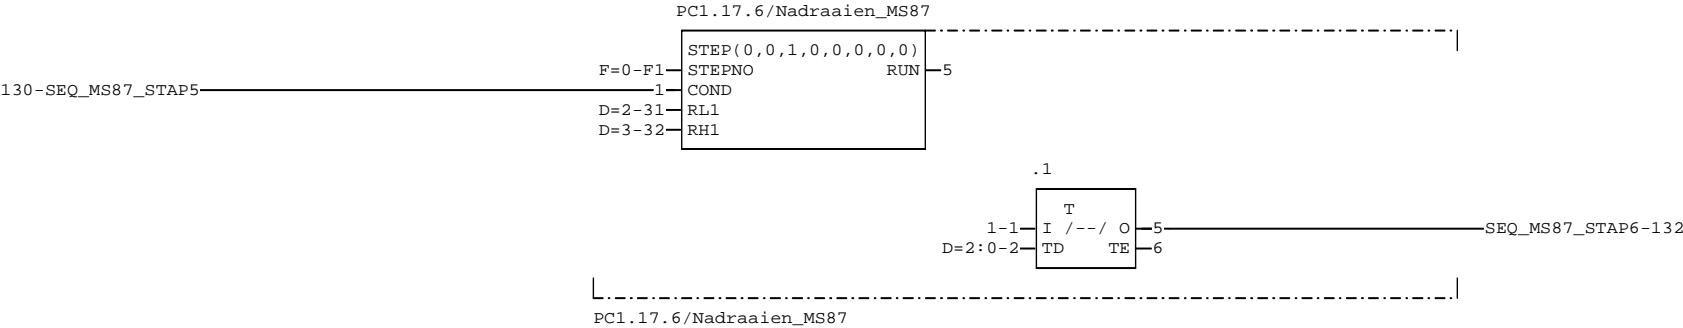 PC1.17.6/Nadraaien_MS87
STEP(0,0,1,0,0,0,0,0)
F=0-F1 STEPNO RUN 5
130-SEQ_MS87_STAP5 1 COND
D=2-31 RL1
D=3-32 RH1
.1
T
1-1 I /--/ O 5 SEQ_MS87_STAP6-132
D=2:0-2 TD TE 6
PC1.17.6/Nadraaien_MS87